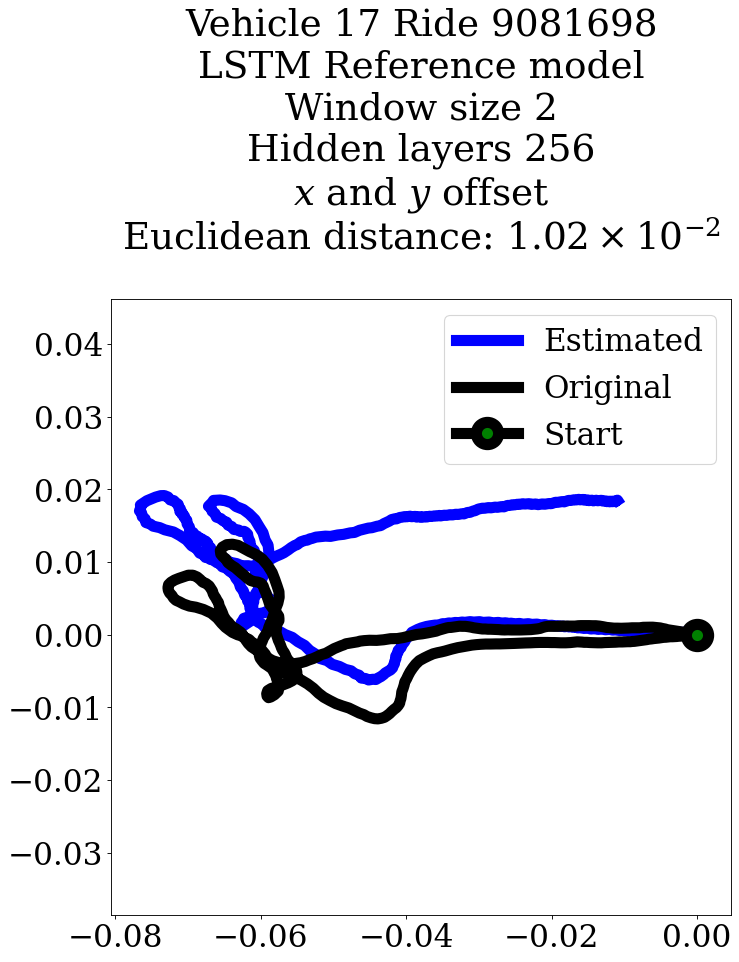 Vehicle 17 Ride 9081698
LSTM Reference model
Window size 2
Hidden layers 256
x and y offset
Euclidean distance: 1.02 × 10⁻²
Estimated
Original
Start
0.04
0.03
0.02
0.01
0.00
−0.01
−0.02
−0.03
−0.08 −0.06 −0.04 −0.02 0.00